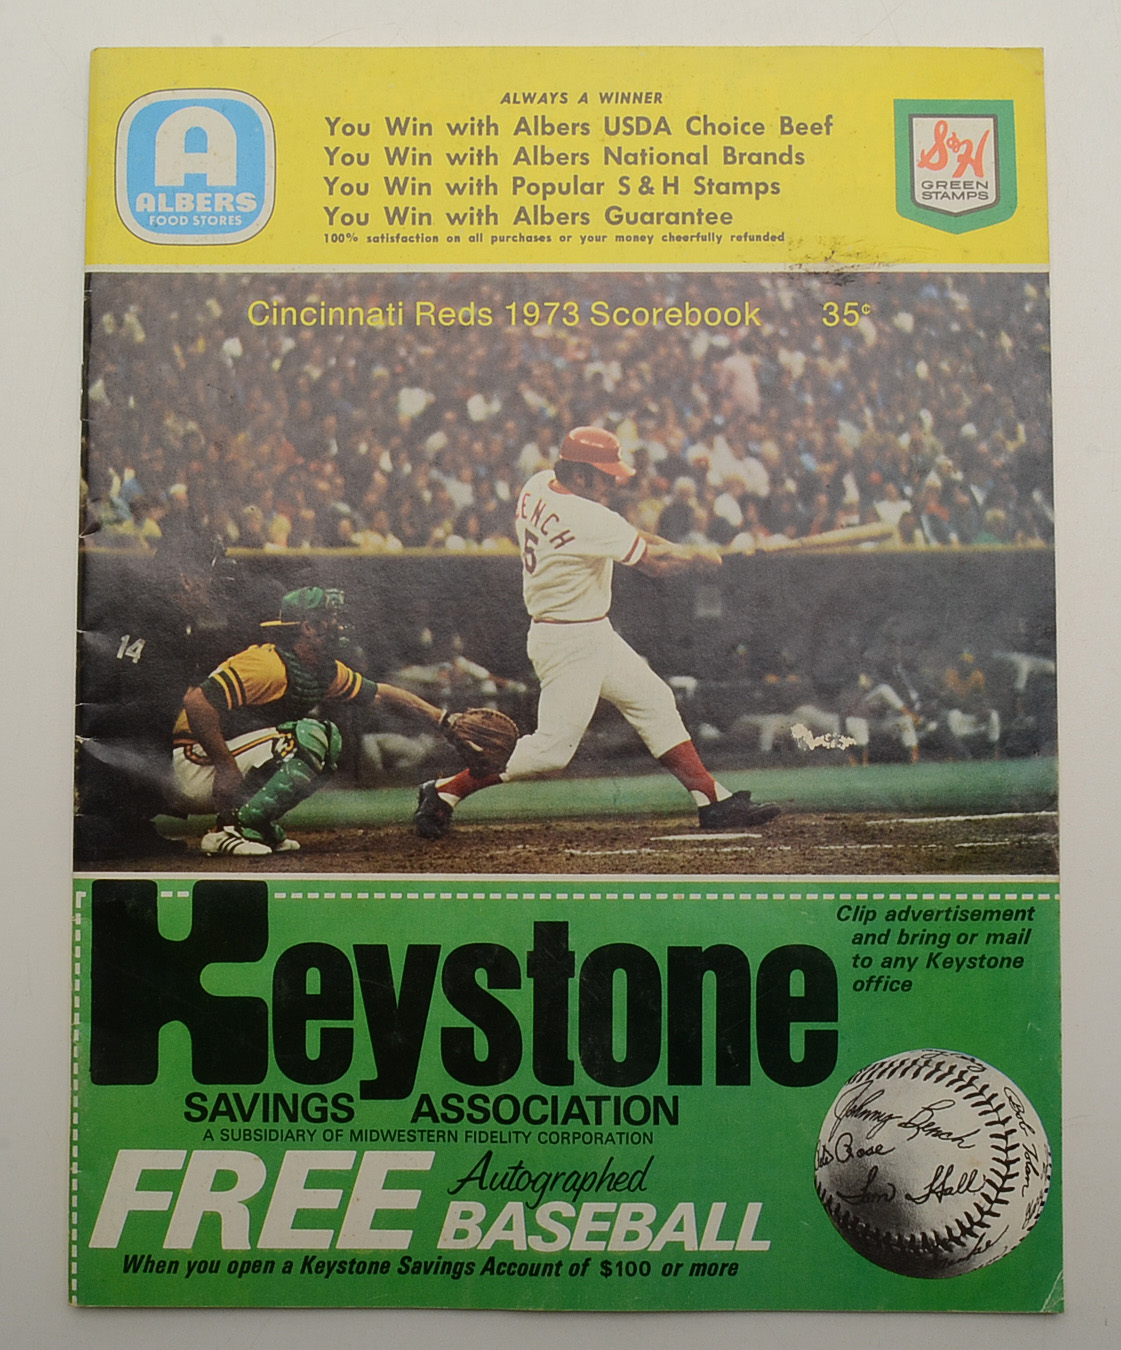 ALWAYS A WINNER
A
ALBERS
FOOD STORES
You Win with Albers USDA Choice Beef
You Win with Albers National Brands
You Win with Popular S & H Stamps
You Win with Albers Guarantee
100% satisfaction on all purchases or your money cheerfully refunded
S&H
GREEN
STAMPS
Cincinnati Reds 1973 Scorebook 35¢
ENCH
5
14
Keystone
SAVINGS ASSOCIATION
A SUBSIDIARY OF MIDWESTERN FIDELITY CORPORATION
Clip advertisement
and bring or mail
to any Keystone
office
FREE Autographed
BASEBALL
When you open a Keystone Savings Account of $100 or more
Johnny Bench
Rose
Tom Hall
Bob Tolan